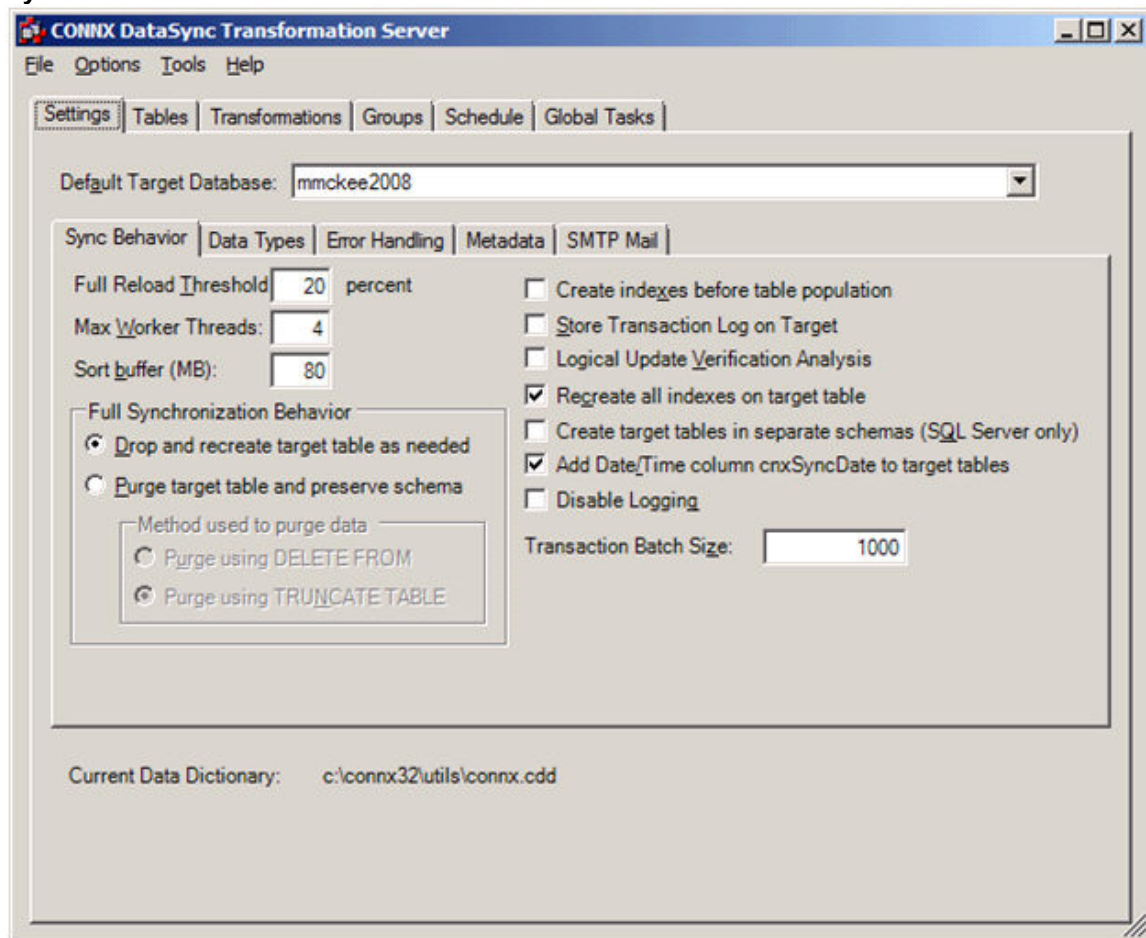 CONNX DataSync Transformation Server
File Options Tools Help
Settings Tables Transformations Groups Schedule Global Tasks
Default Target Database: mmckee2008
Sync Behavior Data Types Error Handling Metadata SMTP Mail
Full Reload Threshold 20 percent
Max Worker Threads: 4
Sort buffer (MB): 80
Full Synchronization Behavior
Drop and recreate target table as needed
Purge target table and preserve schema
Method used to purge data
Purge using DELETE FROM
Purge using TRUNCATE TABLE
Create indexes before table population
Store Transaction Log on Target
Logical Update Verification Analysis
Recreate all indexes on target table
Create target tables in separate schemas (SQL Server only)
Add Date/Time column cnxSyncDate to target tables
Disable Logging
Transaction Batch Size: 1000
Current Data Dictionary: c:\connx32\utils\connx.cdd